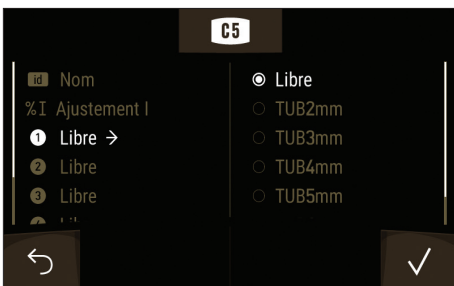 C5
id Nom
%I Ajustement I
1 Libre →
2 Libre
3 Libre
Libre
TUB2mm
TUB3mm
TUB4mm
TUB5mm